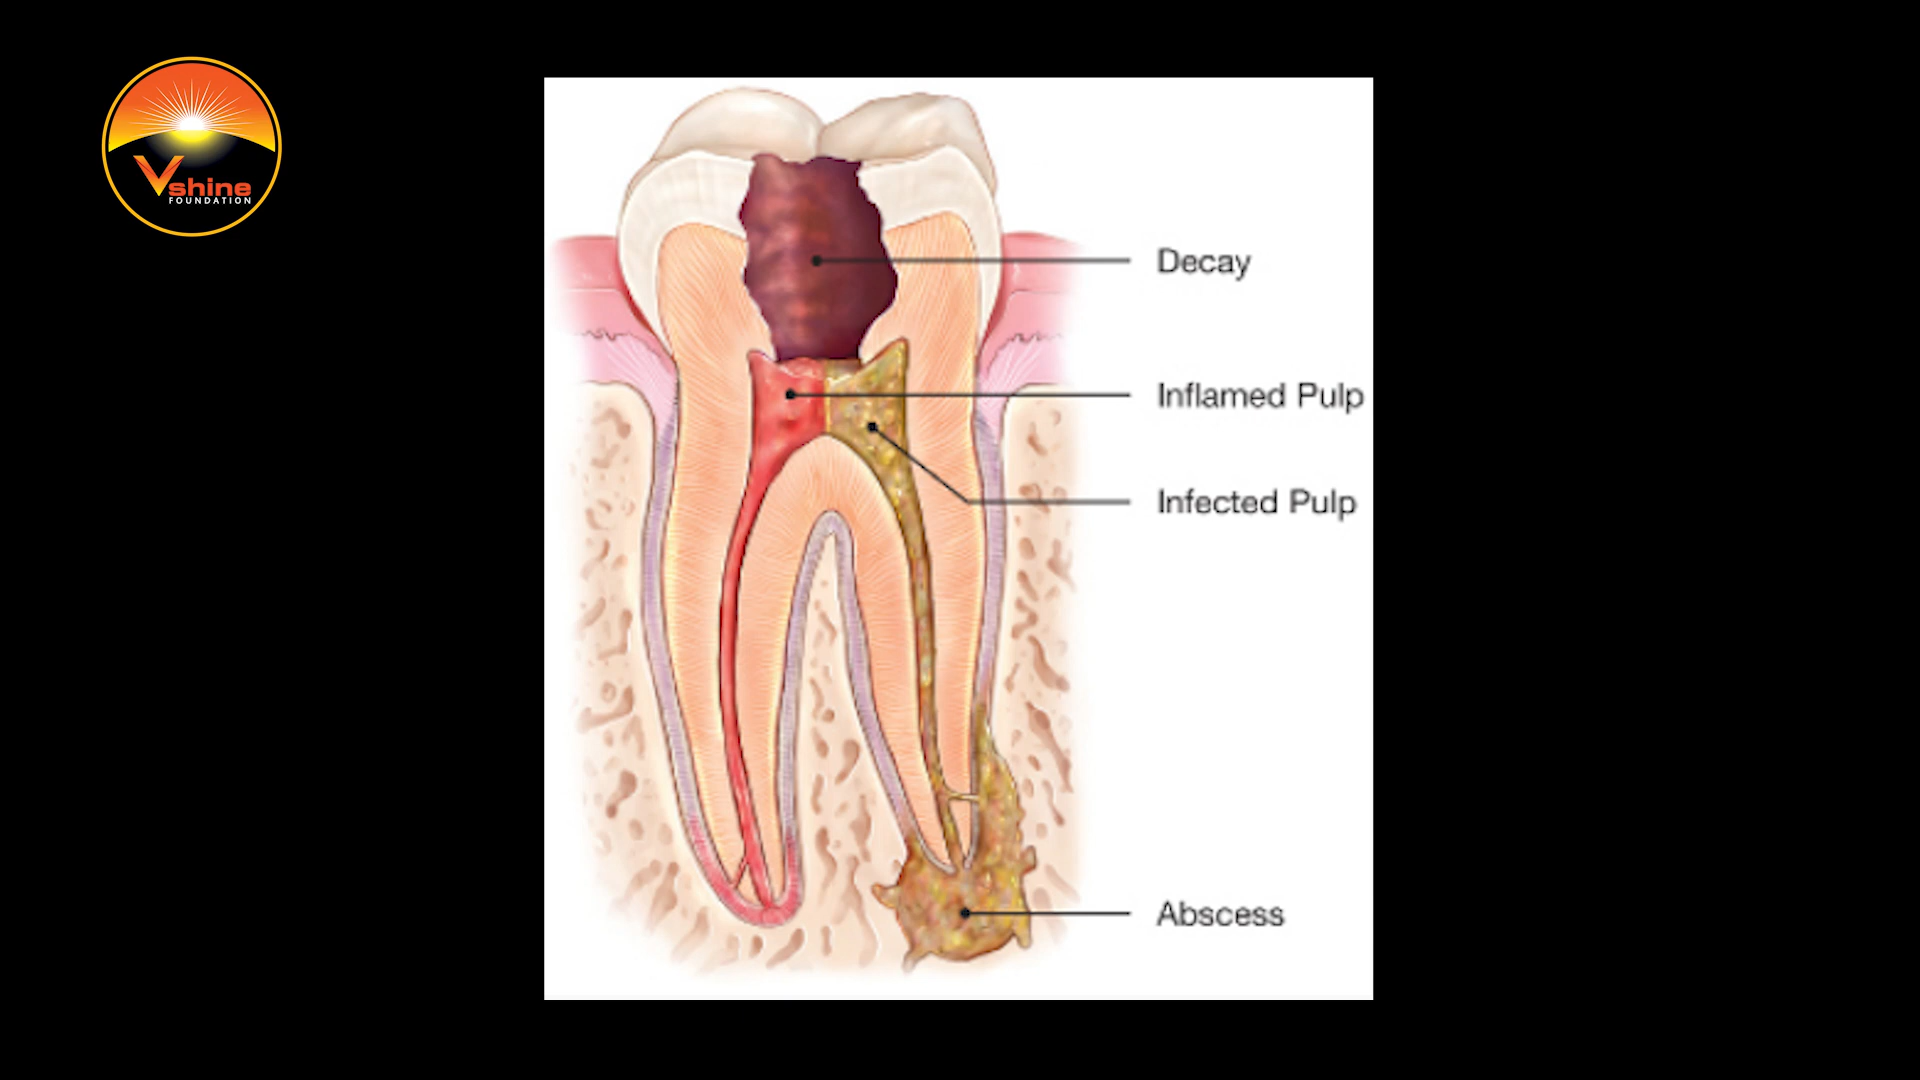 Vshine
FOUNDATION
Decay
Inflamed Pulp
Infected Pulp
Abscess